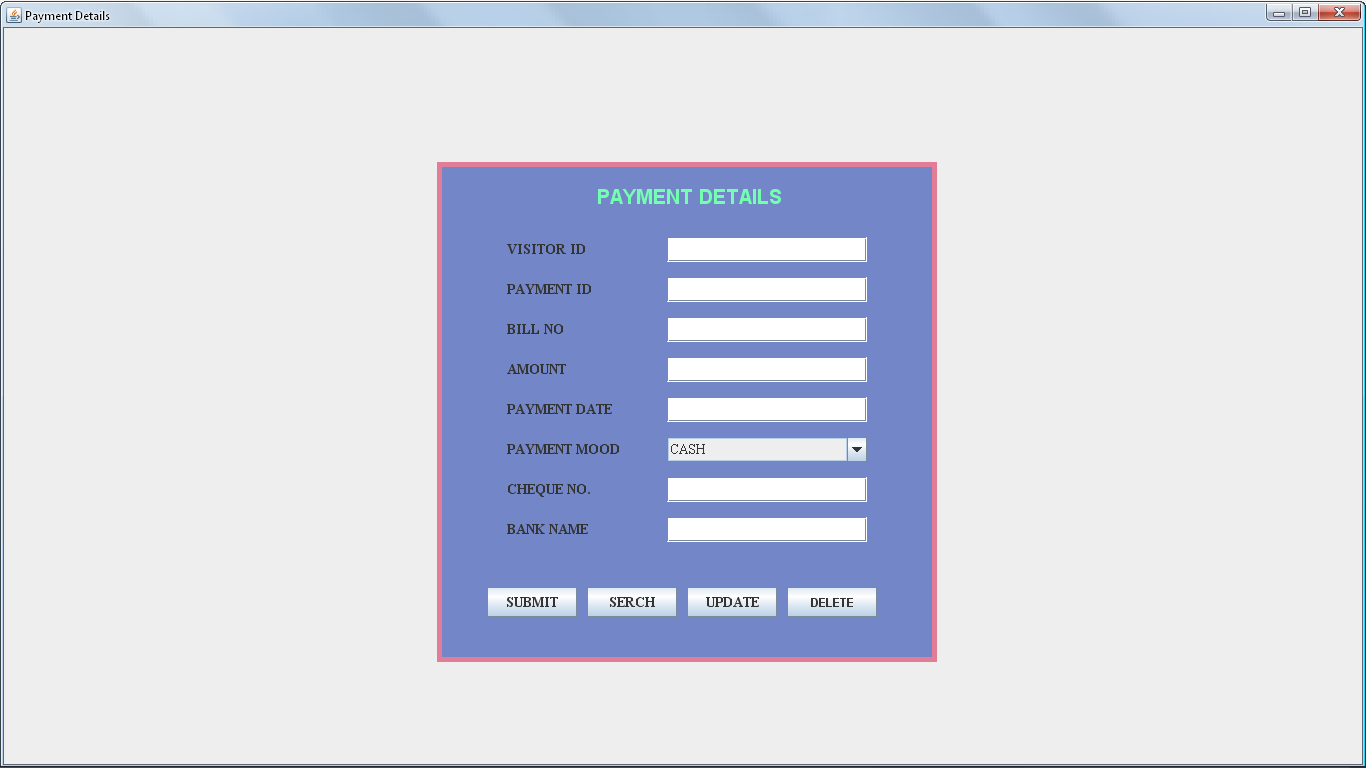 Payment Details
PAYMENT DETAILS
VISITOR ID
PAYMENT ID
BILL NO
AMOUNT
PAYMENT DATE
PAYMENT MOOD CASH
CHEQUE NO.
BANK NAME
SUBMIT SERCH UPDATE DELETE